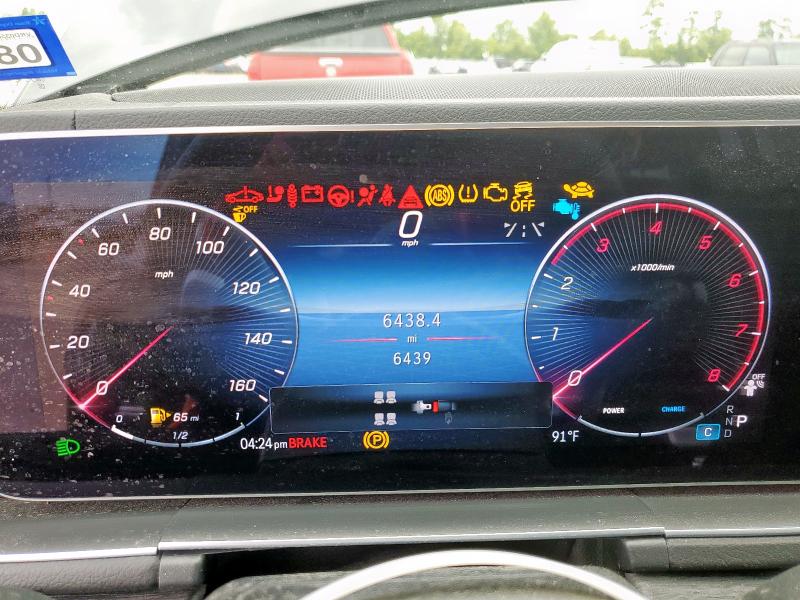 80
OFF
ABS
OFF
0
mph
60
80
100
mph
40
120
20
140
0
160
6438.4
mi
6439
4
3
5
x1000/min
2
6
1
7
0
8
OFF
POWER
CHARGE
R
N P
C D
0
65 mi
1
1/2
04:24 pm BRAKE
P
91°F